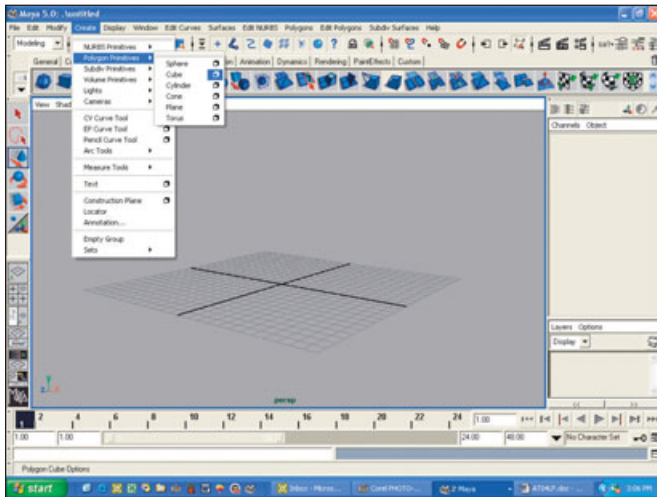 Maya 5.0: .\untitled
File Edit Modify Create Display Window Edit Curves Surfaces Edit NURBS Polygons Edit Polygons Subdiv Surfaces Help
Modeling
General
Animation Dynamics Rendering PaintEffects Custom
NURBS Primitives
Polygon Primitives
Subdiv Primitives
Volume Primitives
Lights
Cameras
CV Curve Tool
EP Curve Tool
Pencil Curve Tool
Arc Tools
Measure Tools
Text
Construction Plane
Locator
Annotation...
Empty Group
Sets
Sphere
Cube
Cylinder
Cone
Plane
Torus
View
Channels Object
Layers Options
Display
persp
2 4 6 8 10 12 14 16 18 20 22 24 1.00
1
1.00 1.00 24.00 48.00 No Character Set
Polygon Cube Options
start
2 Maya
3:06 PM